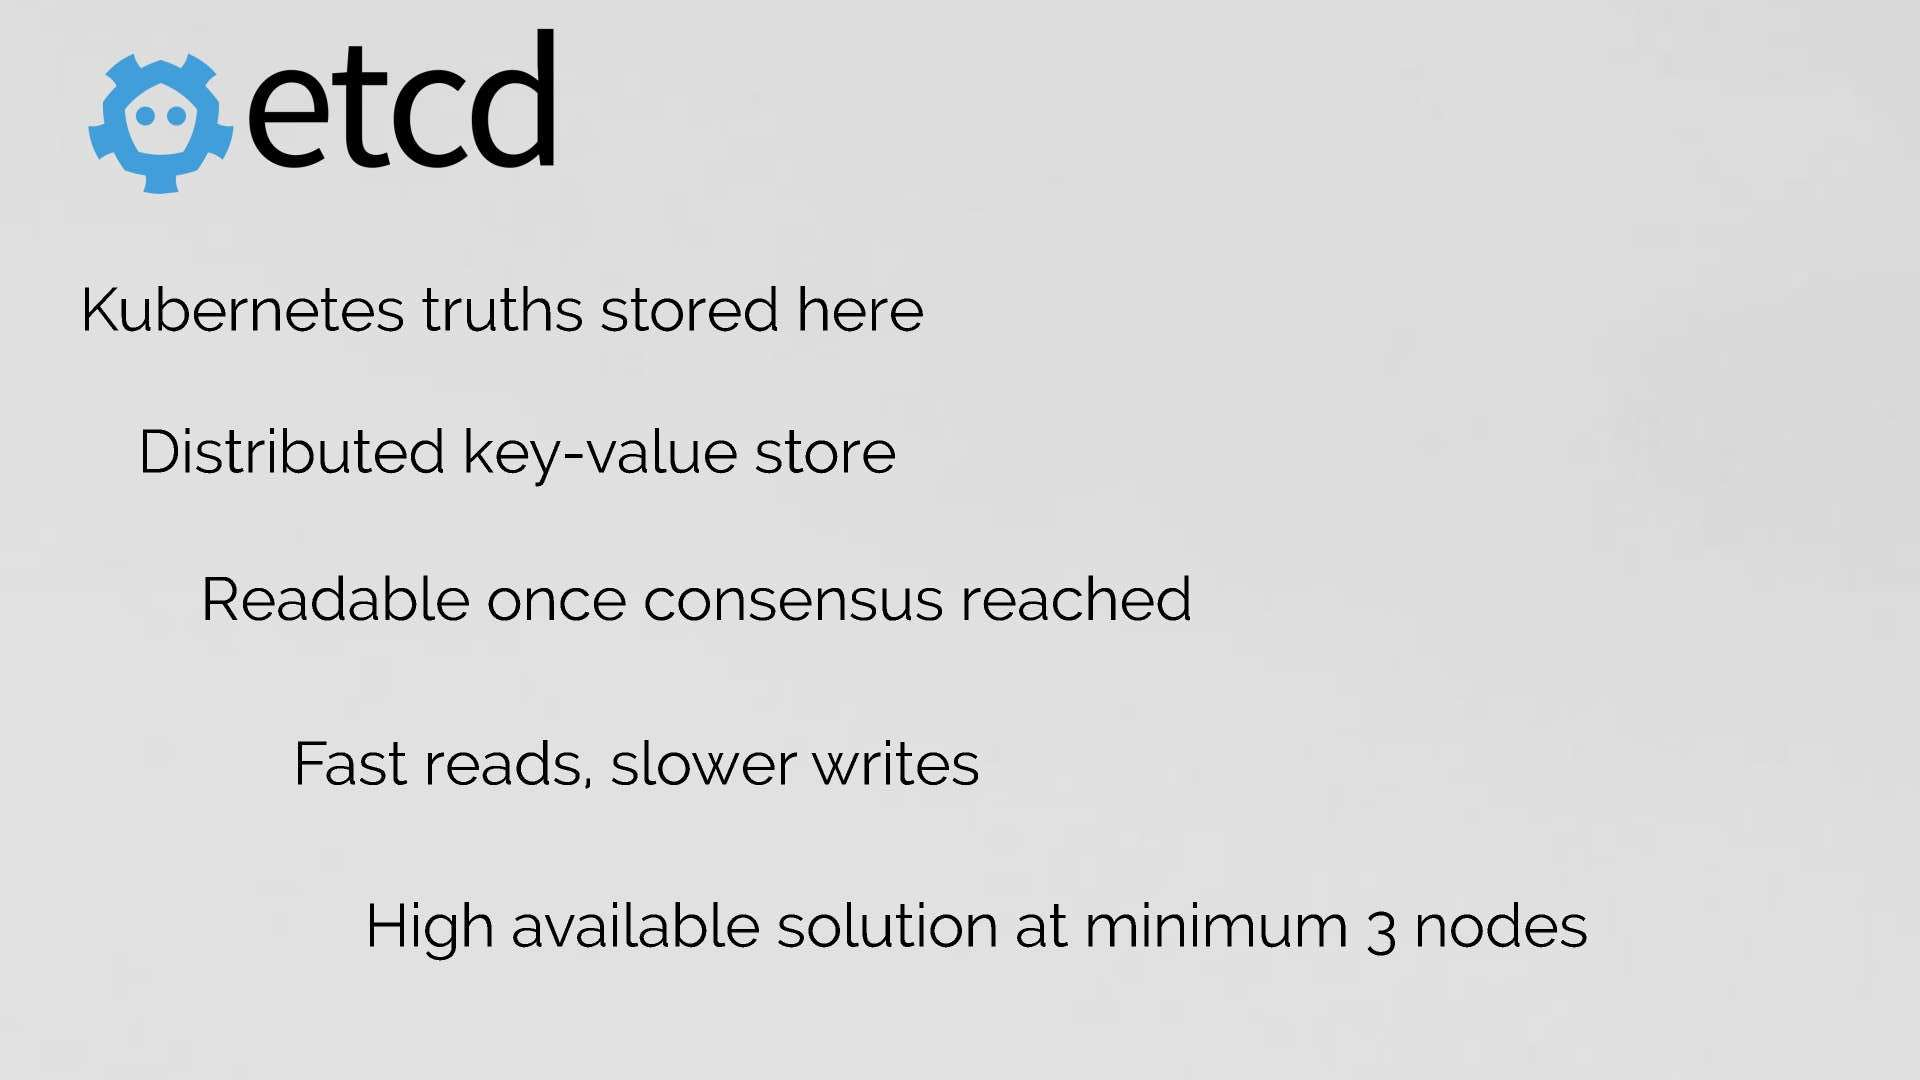 etcd
Kubernetes truths stored here
Distributed key-value store
Readable once consensus reached
Fast reads, slower writes
High available solution at minimum 3 nodes